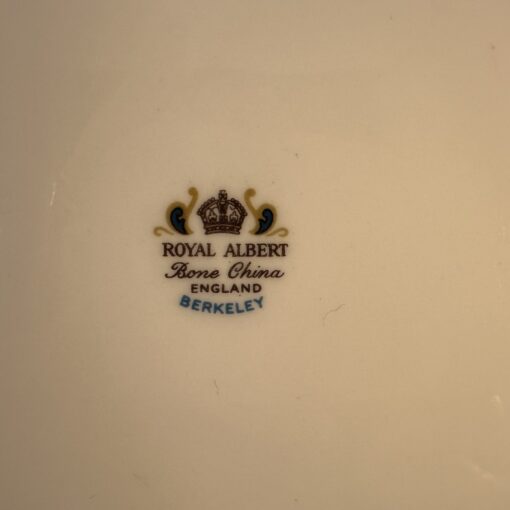 ROYAL ALBERT
Bone China
ENGLAND
BERKELEY